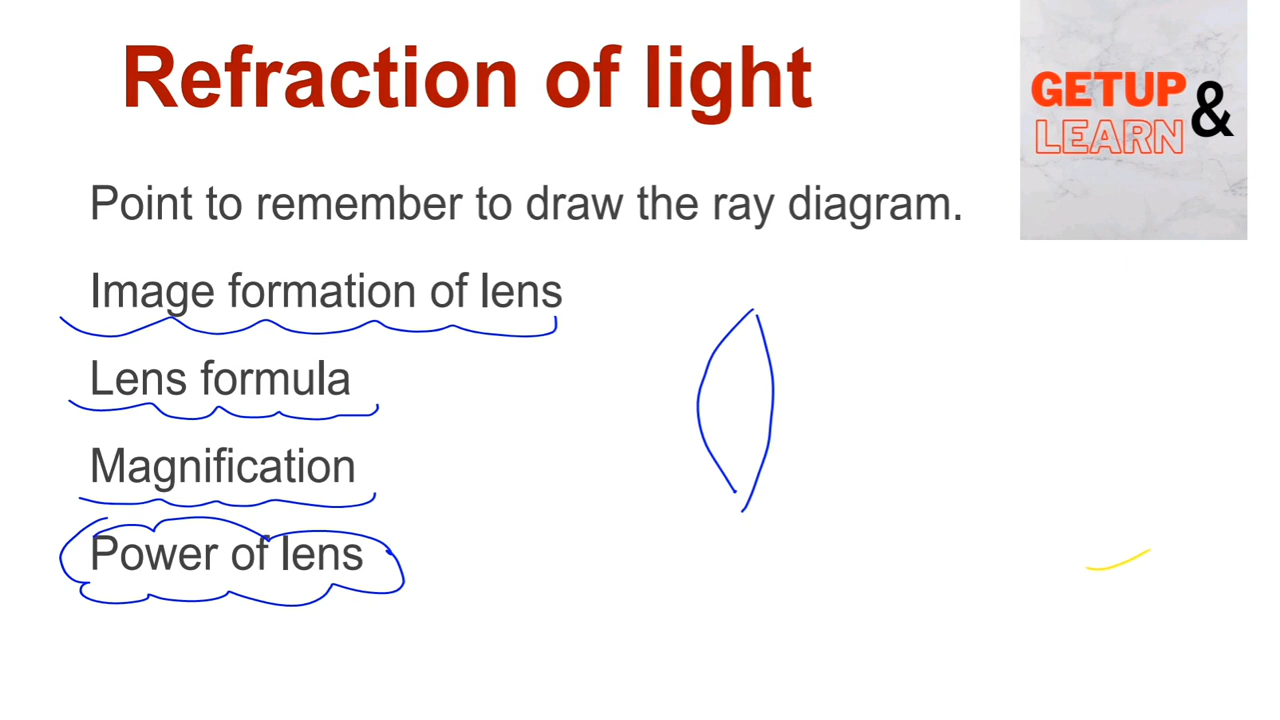 Refraction of light
GETUP &
LEARN
Point to remember to draw the ray diagram.
Image formation of lens
Lens formula
Magnification
Power of lens